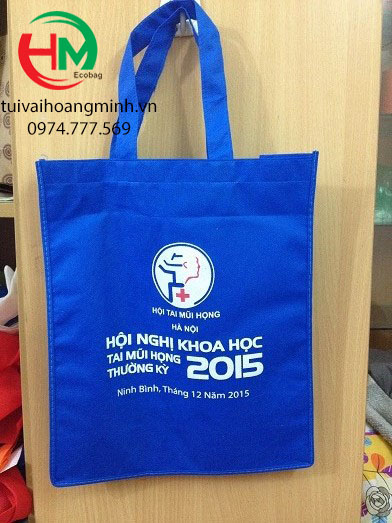 HM
Ecobag
tuivaihoangminh.vn
0974.777.569
HỘI TAI MŨI HỌNG
HÀ NỘI
HỘI NGHỊ KHOA HỌC
TAI MŨI HỌNG
THƯỜNG KỲ 2015
Ninh Bình, Tháng 12 Năm 2015